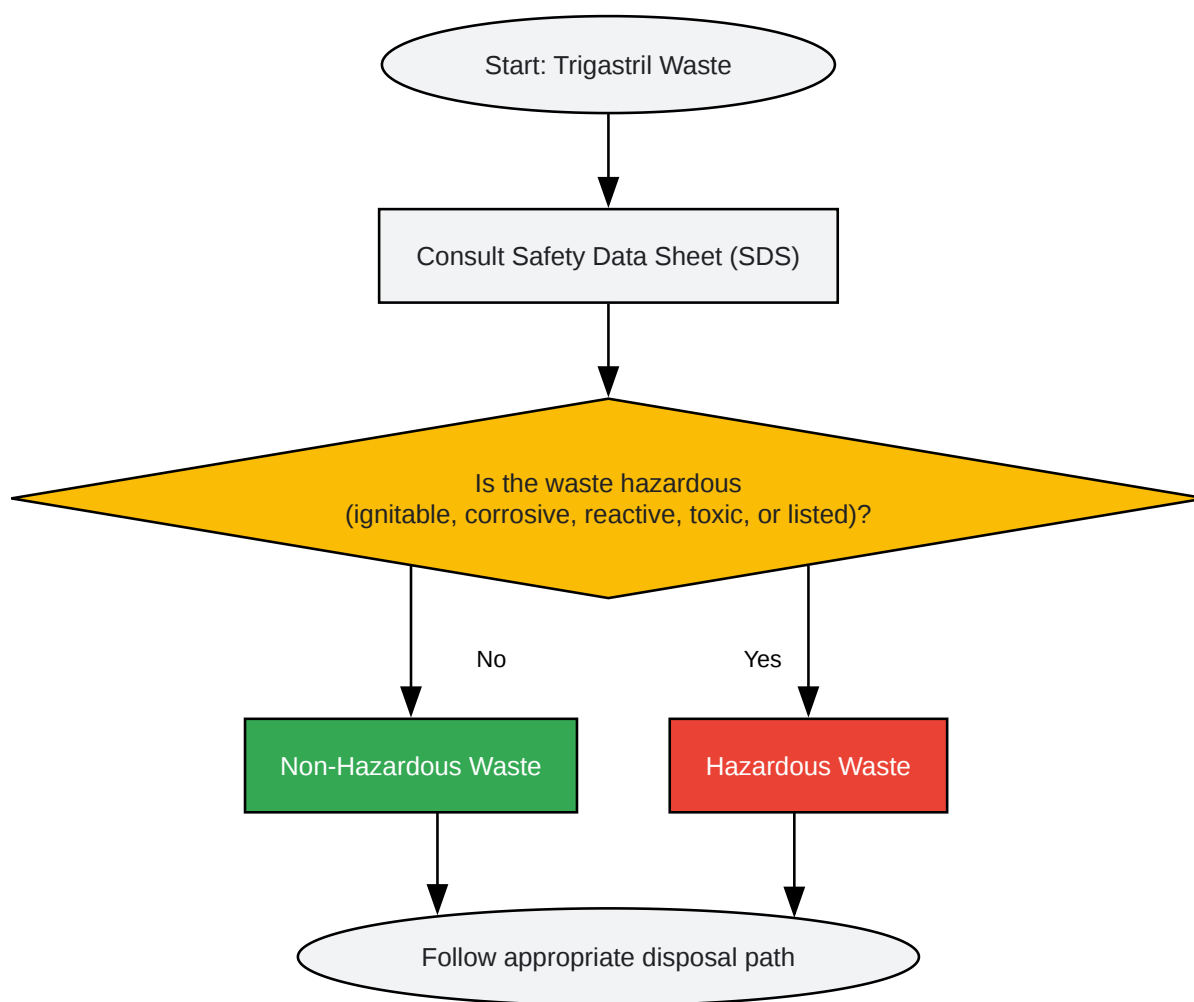 Start: Trigastril Waste
Consult Safety Data Sheet (SDS)
Is the waste hazardous
(ignitable, corrosive, reactive, toxic, or listed)?
No
Yes
Non-Hazardous Waste
Hazardous Waste
Follow appropriate disposal path